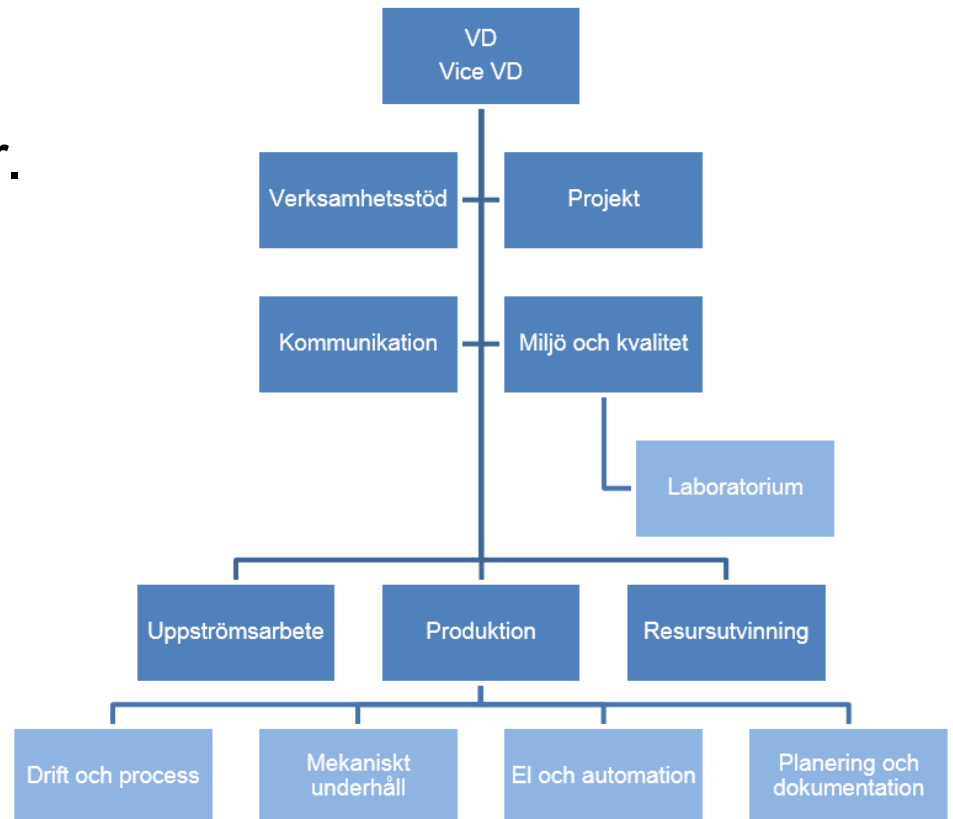 VD
Vice VD
r.
Verksamhetsstöd
Projekt
Kommunikation
Miljö och kvalitet
Laboratorium
Uppströmsarbete
Produktion
Resursutvinning
Drift och process
Mekaniskt
underhåll
El och automation
Planering och
dokumentation